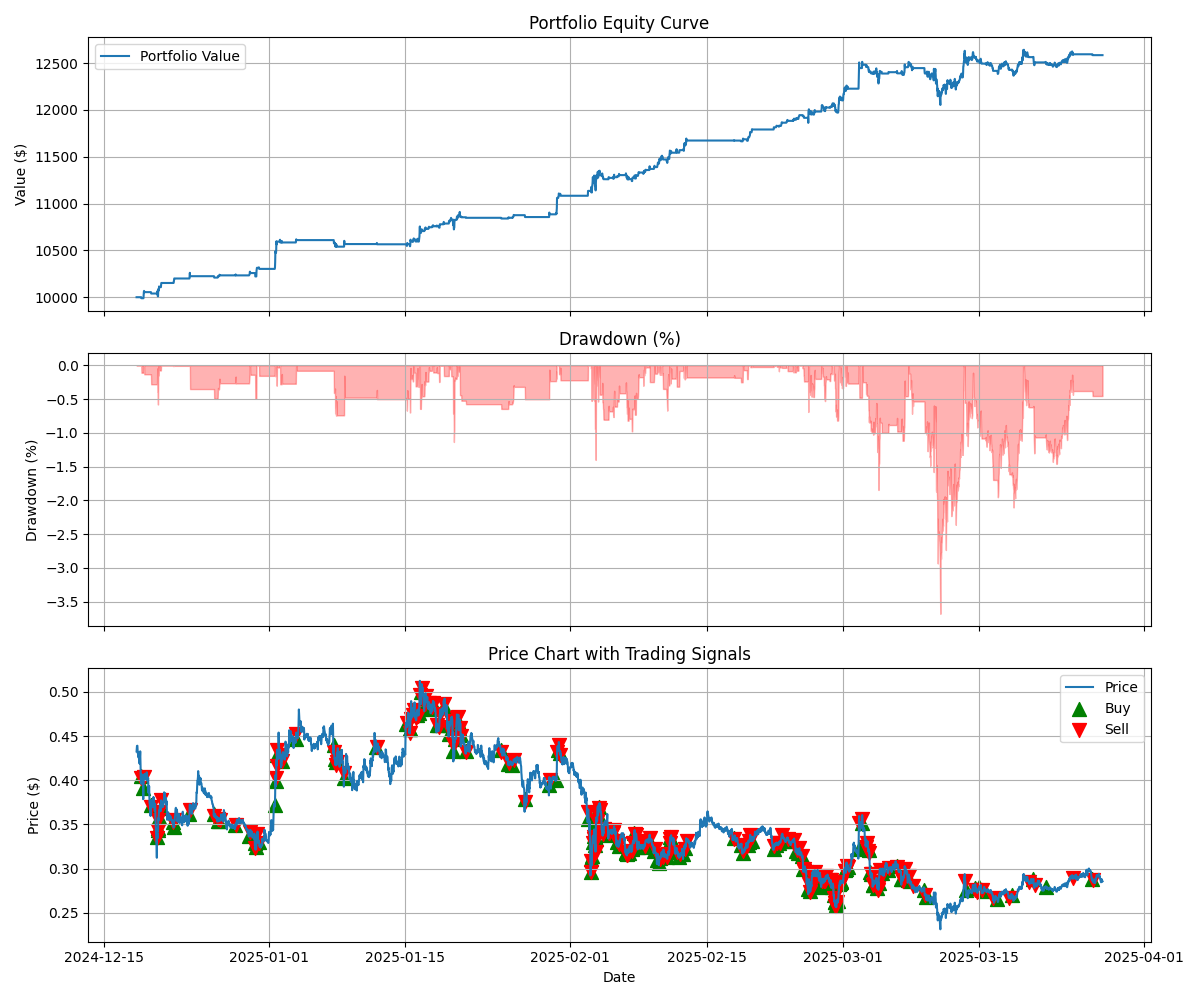 Portfolio Equity Curve
Portfolio Value
12500
12000
11500
11000
10500
10000
Value ($)
Drawdown (%)
0.0
−0.5
−1.0
−1.5
−2.0
−2.5
−3.0
−3.5
Drawdown (%)
Price Chart with Trading Signals
Price
Buy
Sell
0.50
0.45
0.40
0.35
0.30
0.25
Price ($)
2024-12-15 2025-01-01 2025-01-15 2025-02-01 2025-02-15 2025-03-01 2025-03-15 2025-04-01
Date